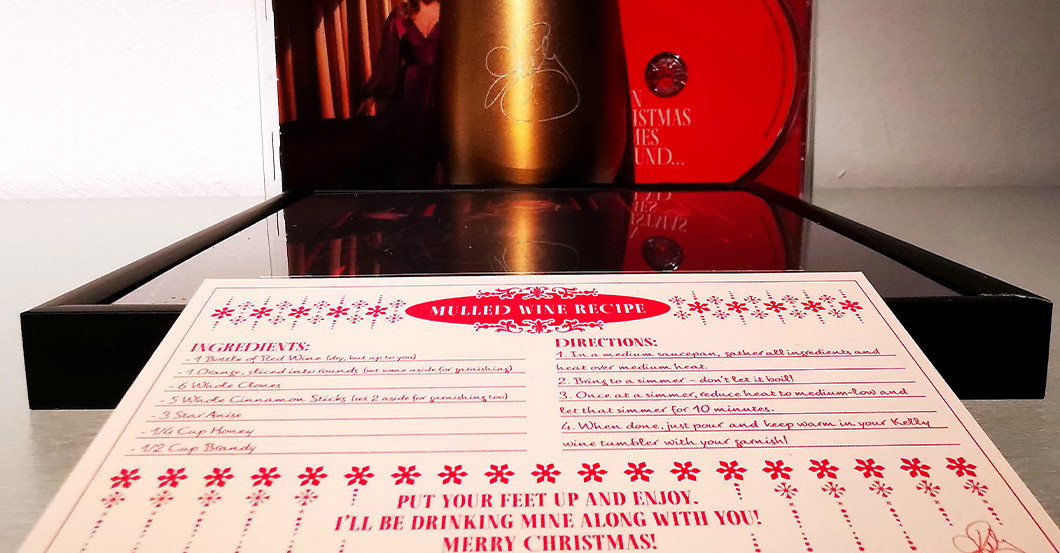 N
ISTMAS
MES
UND...
MULLED WINE RECIPE
INGREDIENTS:
- 1 Bottle of Red Wine (dry, but up to you)
- 1 Orange, sliced into rounds (set some aside for garnishing)
- 6 Whole Cloves
- 5 Whole Cinnamon Sticks (set 2 aside for garnishing too)
- 3 Star Anise
- 1/4 Cup Honey
- 1/2 Cup Brandy
DIRECTIONS:
1. In a medium saucepan, gather all ingredients and
heat over medium heat.
2. Bring to a simmer - don't let it boil!
3. Once at a simmer, reduce heat to medium-low and
let that simmer for 10 minutes.
4. When done, just pour and keep warm in your Kelly
wine tumbler with your garnish!
PUT YOUR FEET UP AND ENJOY.
I'LL BE DRINKING MINE ALONG WITH YOU!
MERRY CHRISTMAS!